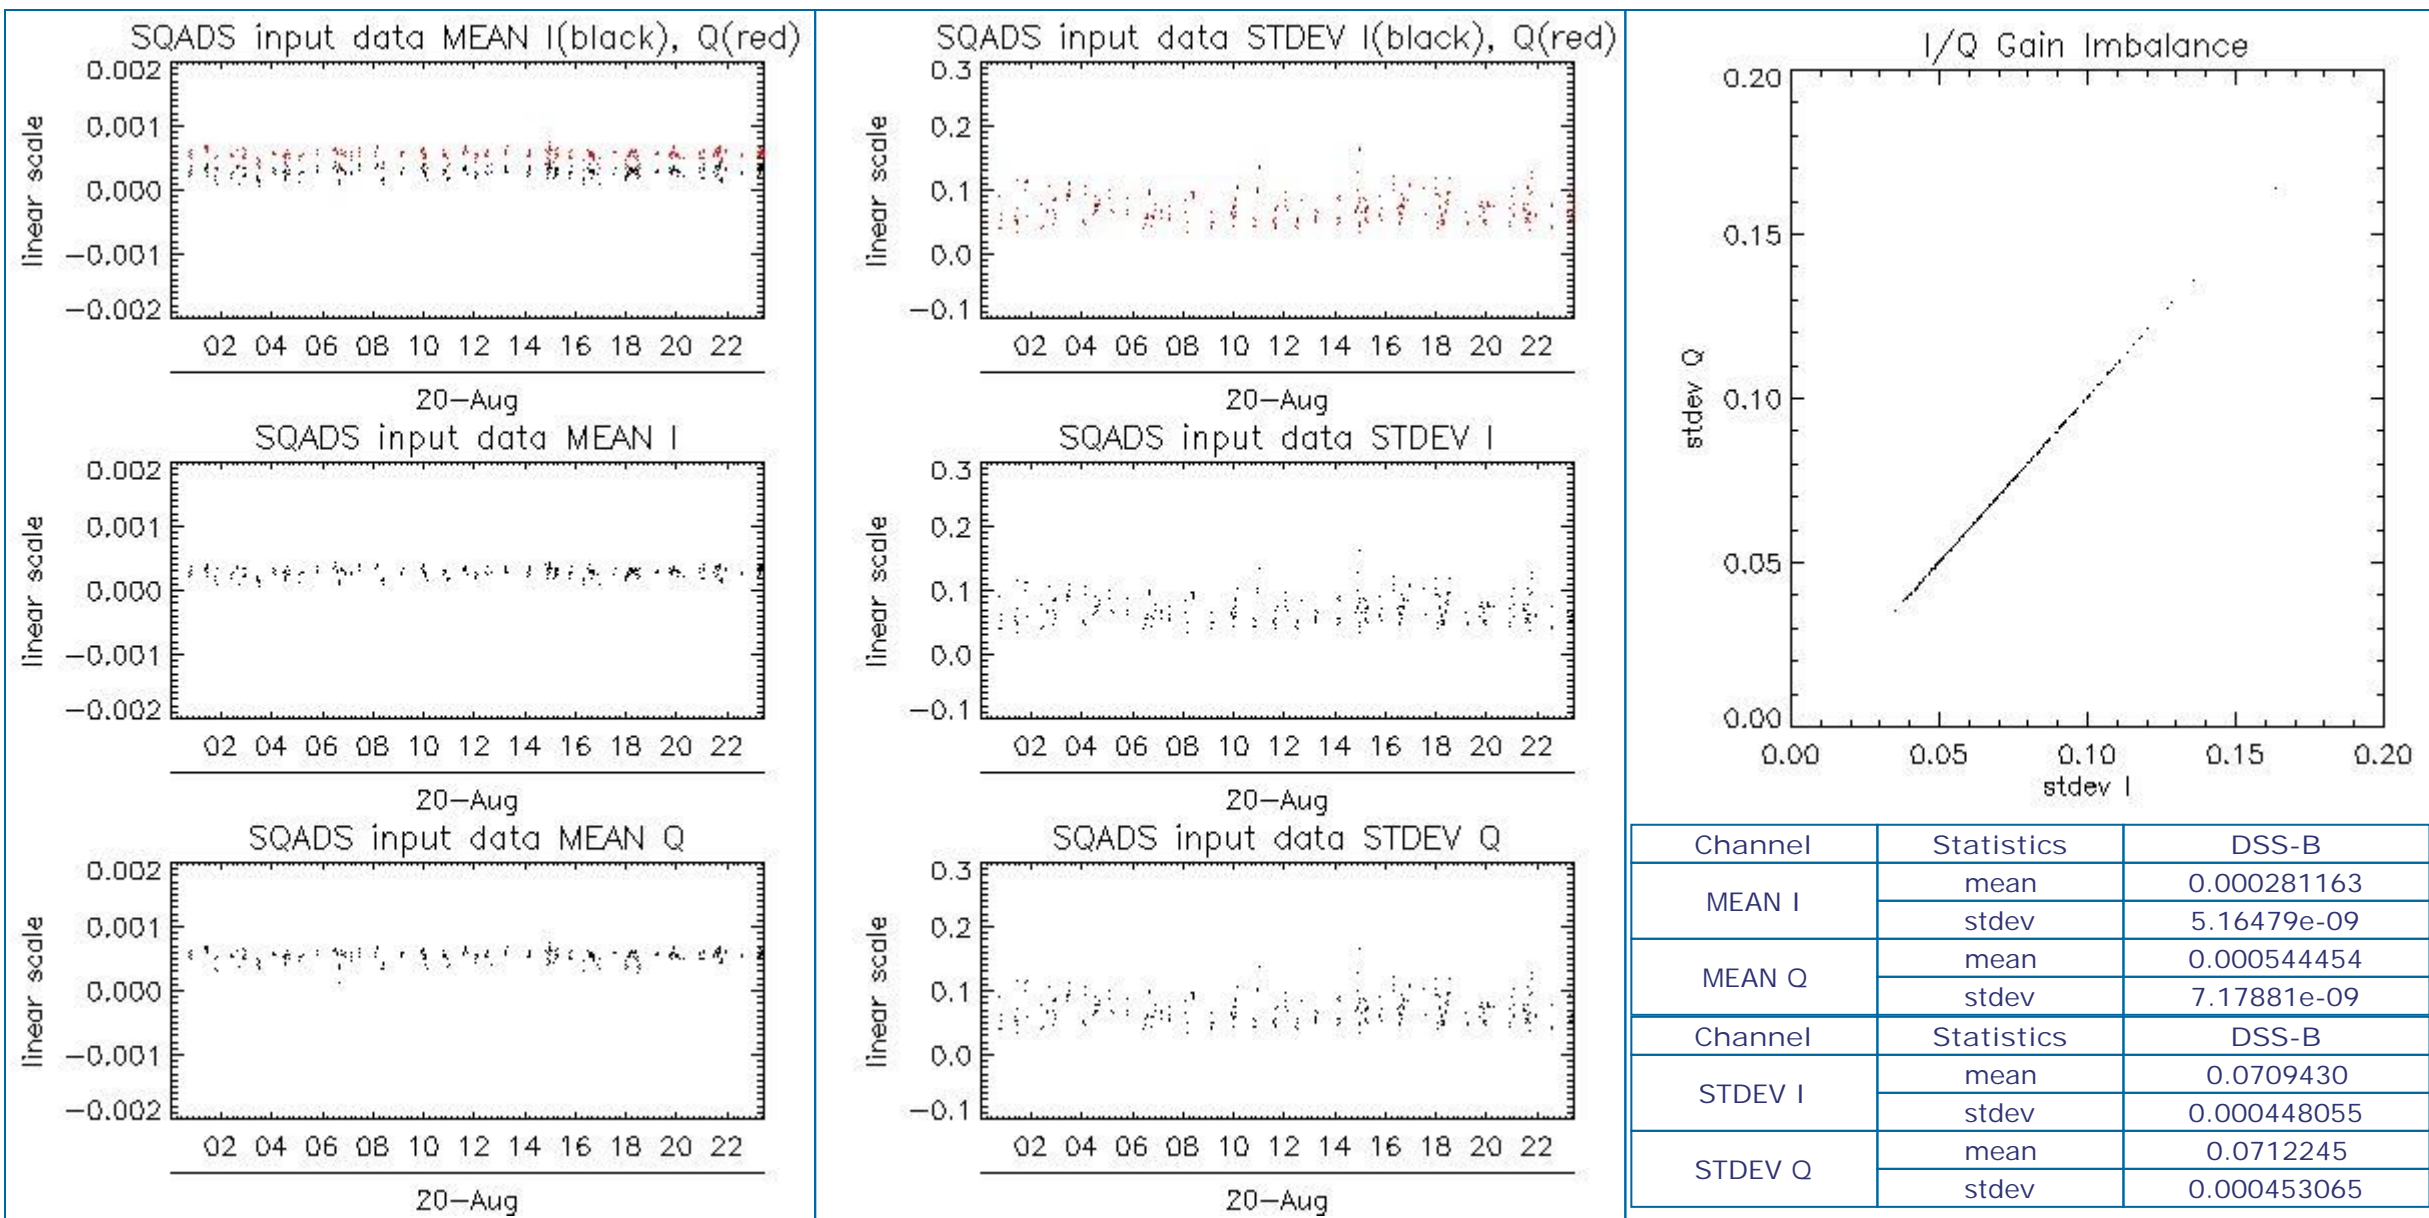 SQADS input data MEAN I(black), Q(red)
0.002
0.001
0.000
−0.001
−0.002
linear scale
02 04 06 08 10 12 14 16 18 20 22
20−Aug
SQADS input data MEAN I
0.002
0.001
0.000
−0.001
−0.002
linear scale
02 04 06 08 10 12 14 16 18 20 22
20−Aug
SQADS input data MEAN Q
0.002
0.001
0.000
−0.001
−0.002
linear scale
02 04 06 08 10 12 14 16 18 20 22
20−Aug
SQADS input data STDEV I(black), Q(red)
0.3
0.2
0.1
0.0
−0.1
linear scale
02 04 06 08 10 12 14 16 18 20 22
20−Aug
SQADS input data STDEV I
0.3
0.2
0.1
0.0
−0.1
linear scale
02 04 06 08 10 12 14 16 18 20 22
20−Aug
SQADS input data STDEV Q
0.3
0.2
0.1
0.0
−0.1
linear scale
02 04 06 08 10 12 14 16 18 20 22
20−Aug
I/Q Gain Imbalance
0.20
0.15
0.10
0.05
0.00
stdev Q
0.00 0.05 0.10 0.15 0.20
stdev I
Channel Statistics DSS-B
MEAN I mean 0.000281163
stdev 5.16479e-09
MEAN Q mean 0.000544454
stdev 7.17881e-09
Channel Statistics DSS-B
STDEV I mean 0.0709430
stdev 0.000448055
STDEV Q mean 0.0712245
stdev 0.000453065